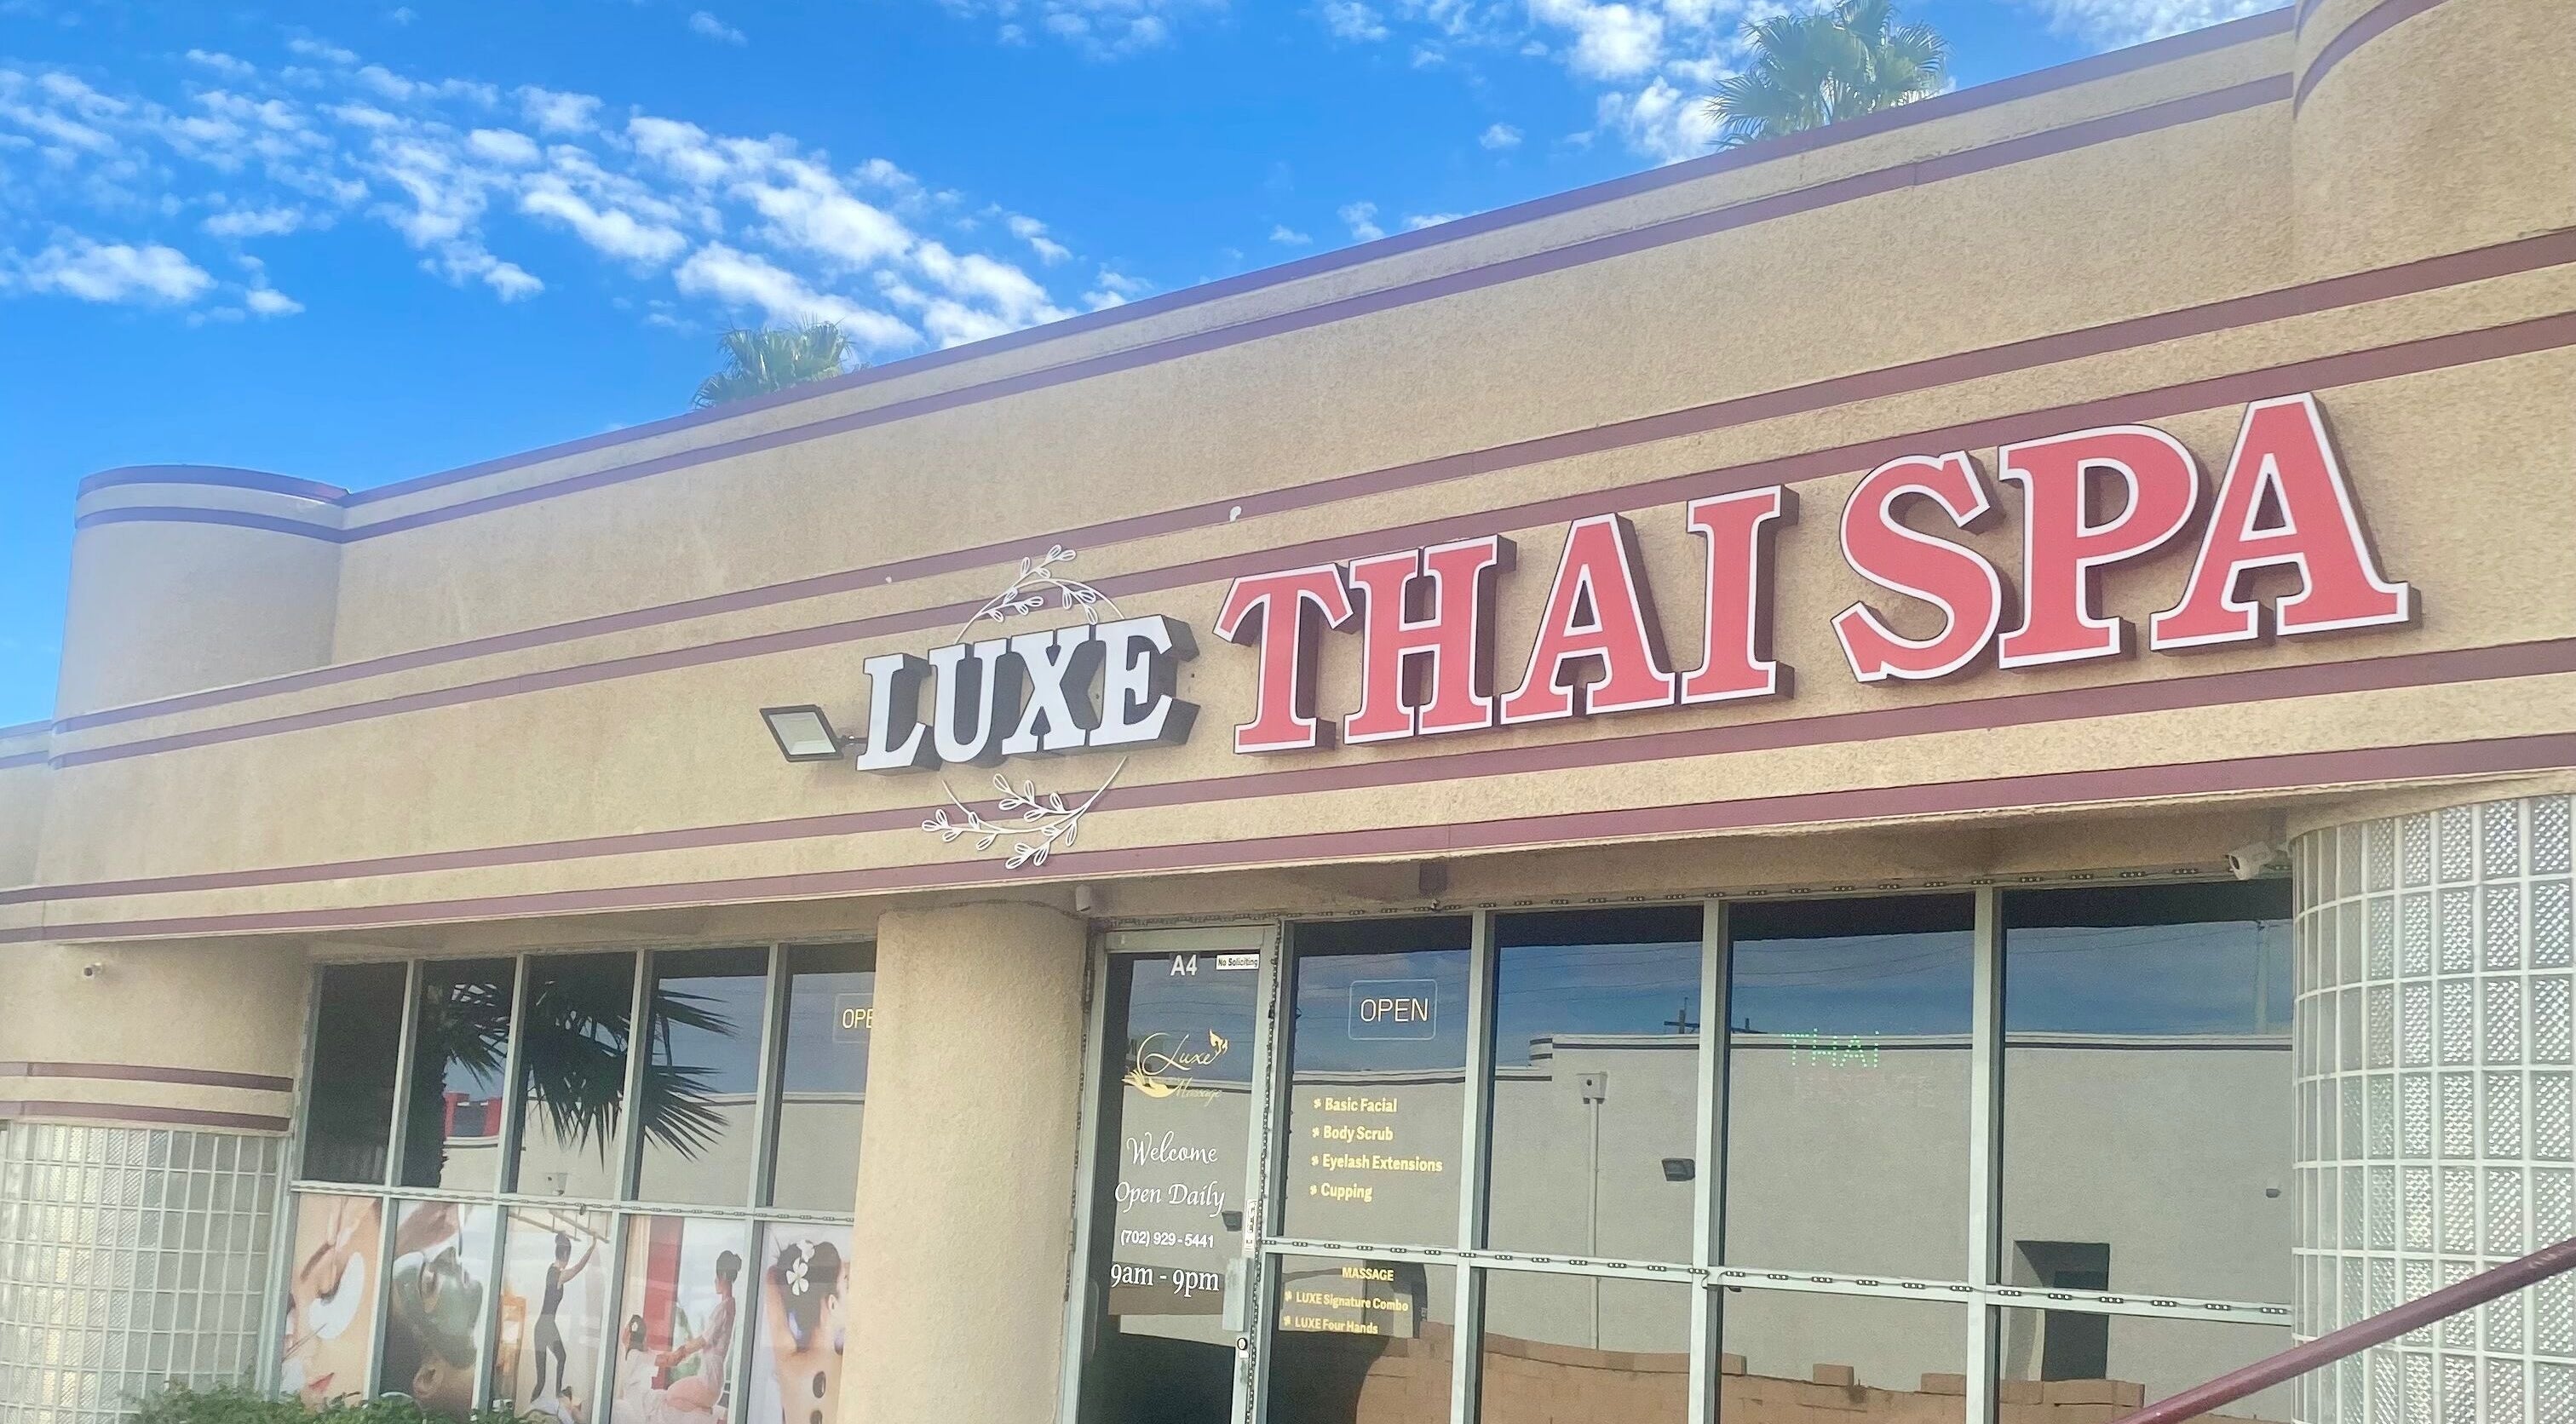 LUXE THAI SPA
A4
No Soliciting
Luxe
Massage
Welcome
Open Daily
(702) 929-5441
9am - 9pm
OPE
OPEN
Basic Facial
Body Scrub
Eyelash Extensions
Cupping
MASSAGE
LUXE Signature Combo
LUXE Four Hands
THAI